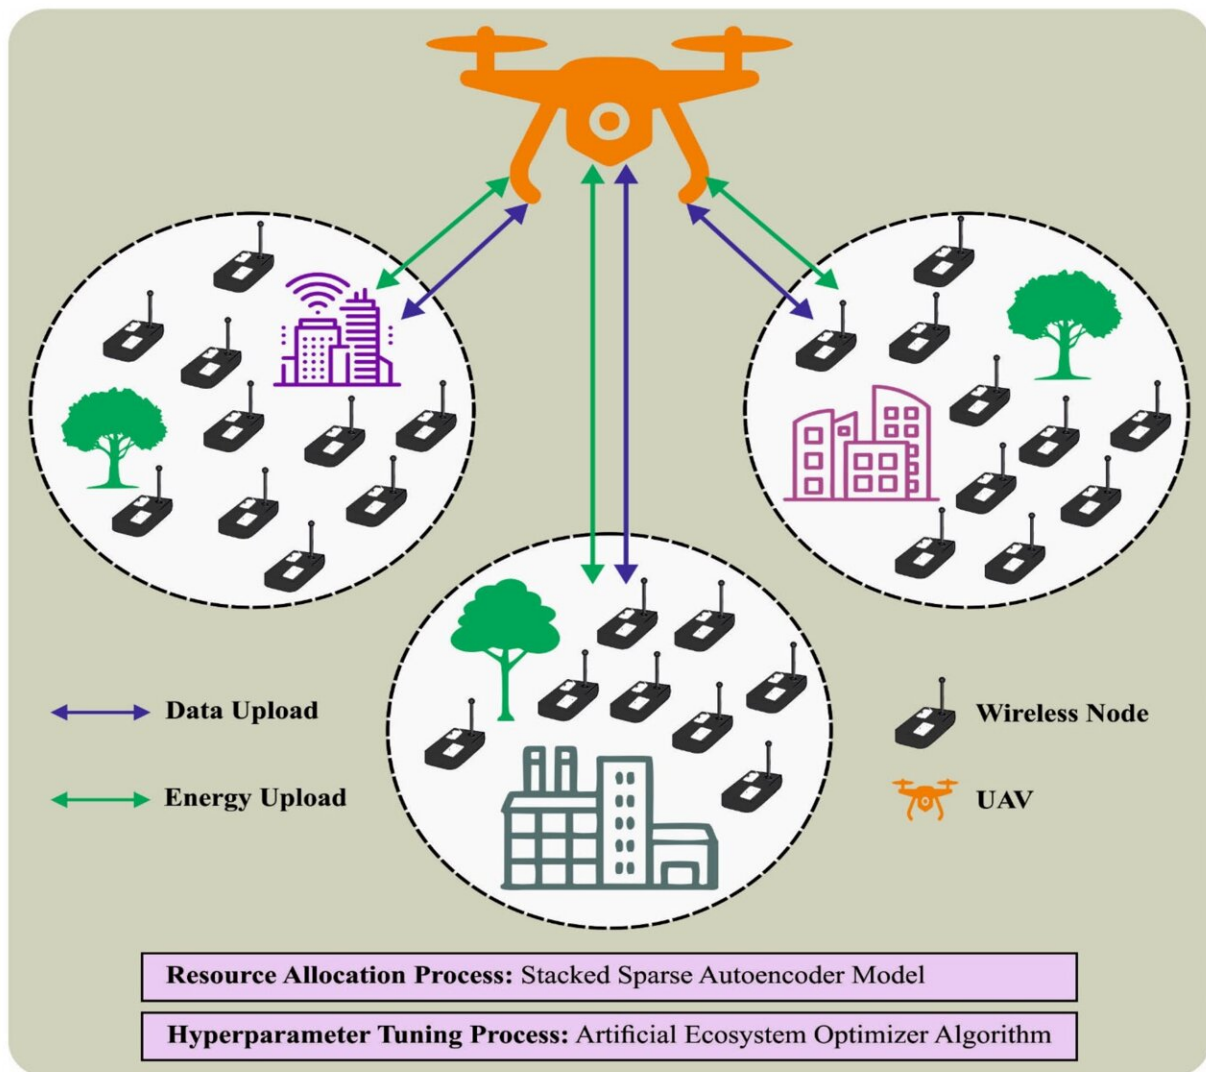 Data Upload
Energy Upload
Wireless Node
UAV
Resource Allocation Process: Stacked Sparse Autoencoder Model
Hyperparameter Tuning Process: Artificial Ecosystem Optimizer Algorithm